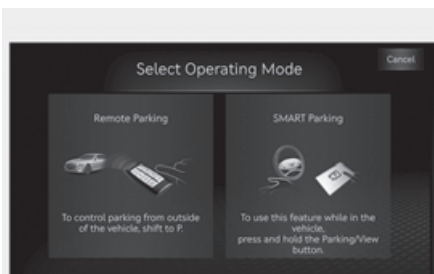 Select Operating Mode
Cancel
Remote Parking
To control parking from outside
of the vehicle, shift to P.
SMART Parking
To use this feature while in the
vehicle,
press and hold the Parking/View
button.